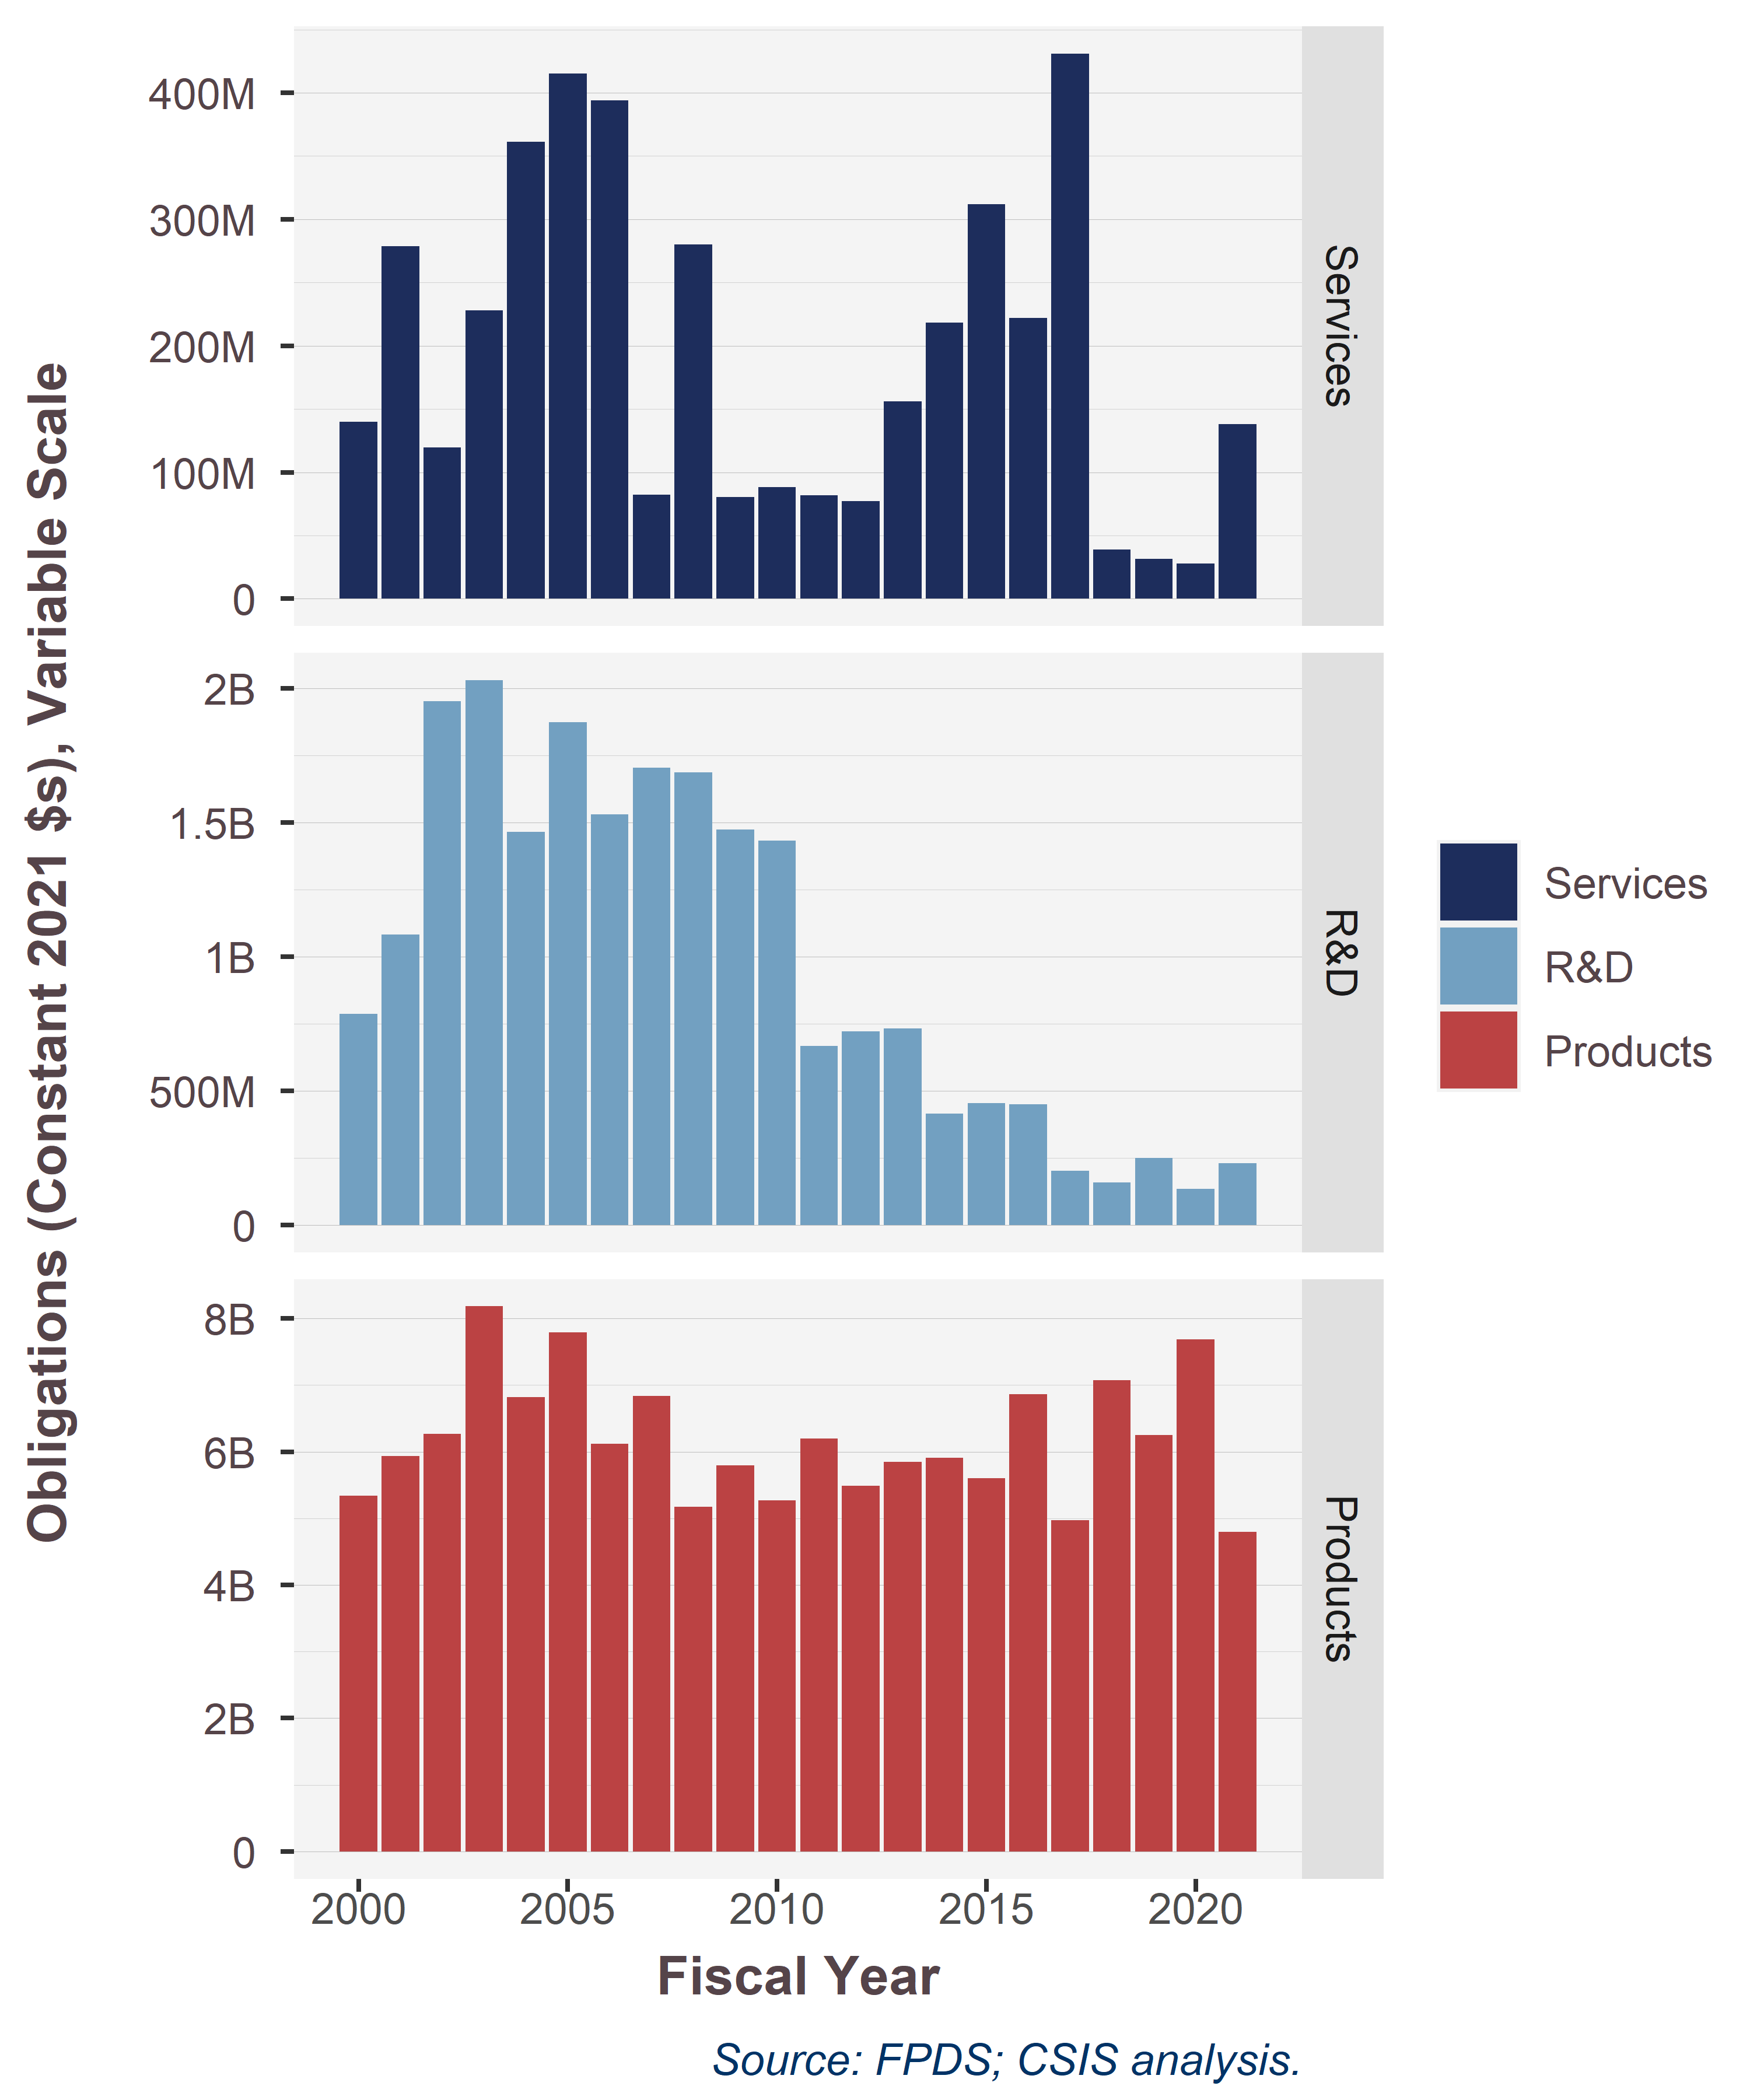 Obligations (Constant 2021 $s), Variable Scale
400M
300M
200M
100M
0
Services
2B
1.5B
1B
500M
0
R&D
8B
6B
4B
2B
0
Products
2000 2005 2010 2015 2020
Fiscal Year
Services
R&D
Products
Source: FPDS; CSIS analysis.